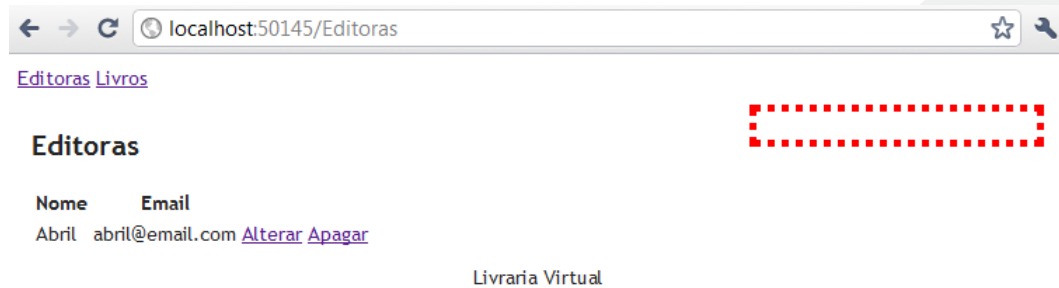 localhost:50145/Editoras
Editoras Livros
Editoras
Nome Email
Abril abril@email.com Alterar Apagar
Livraria Virtual